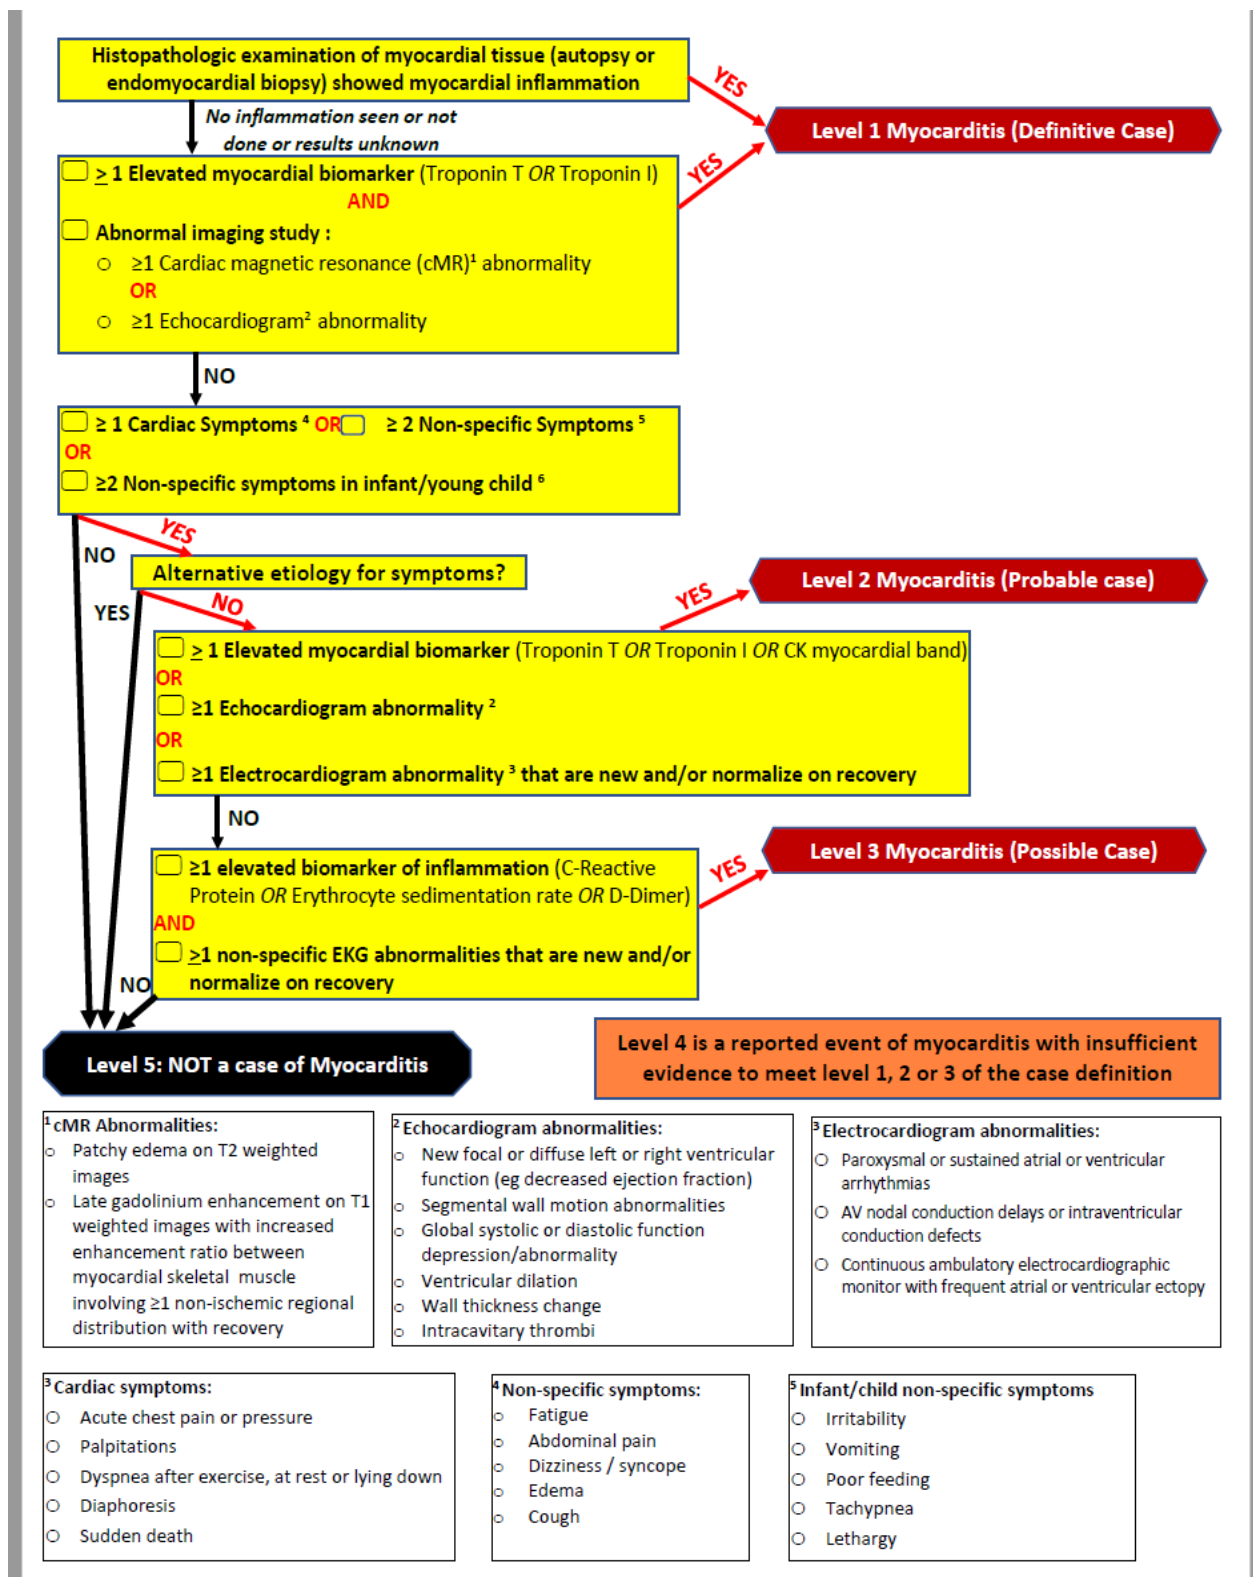 Histopathologic examination of myocardial tissue (autopsy or
endomyocardial biopsy) showed myocardial inflammation
YES
No inflammation seen or not
done or results unknown
Level 1 Myocarditis (Definitive Case)
YES
≥ 1 Elevated myocardial biomarker (Troponin T OR Troponin I)
AND
Abnormal imaging study :
○ ≥1 Cardiac magnetic resonance (cMR)¹ abnormality
OR
○ ≥1 Echocardiogram² abnormality
NO
≥ 1 Cardiac Symptoms ⁴ OR ≥ 2 Non-specific Symptoms ⁵
OR
≥2 Non-specific symptoms in infant/young child ⁶
YES
NO
Alternative etiology for symptoms?
Level 2 Myocarditis (Probable case)
YES
NO
YES
≥ 1 Elevated myocardial biomarker (Troponin T OR Troponin I OR CK myocardial band)
OR
≥1 Echocardiogram abnormality ²
OR
≥1 Electrocardiogram abnormality ³ that are new and/or normalize on recovery
NO
Level 3 Myocarditis (Possible Case)
YES
≥1 elevated biomarker of inflammation (C-Reactive
Protein OR Erythrocyte sedimentation rate OR D-Dimer)
AND
≥1 non-specific EKG abnormalities that are new and/or
normalize on recovery
NO
Level 5: NOT a case of Myocarditis
Level 4 is a reported event of myocarditis with insufficient
evidence to meet level 1, 2 or 3 of the case definition
¹ cMR Abnormalities:
○ Patchy edema on T2 weighted
images
○ Late gadolinium enhancement on T1
weighted images with increased
enhancement ratio between
myocardial skeletal muscle
involving ≥1 non-ischemic regional
distribution with recovery
² Echocardiogram abnormalities:
○ New focal or diffuse left or right ventricular
function (eg decreased ejection fraction)
○ Segmental wall motion abnormalities
○ Global systolic or diastolic function
depression/abnormality
○ Ventricular dilation
○ Wall thickness change
○ Intracavitary thrombi
³ Electrocardiogram abnormalities:
○ Paroxysmal or sustained atrial or ventricular
arrhythmias
○ AV nodal conduction delays or intraventricular
conduction defects
○ Continuous ambulatory electrocardiographic
monitor with frequent atrial or ventricular ectopy
³ Cardiac symptoms:
○ Acute chest pain or pressure
○ Palpitations
○ Dyspnea after exercise, at rest or lying down
○ Diaphoresis
○ Sudden death
⁴ Non-specific symptoms:
○ Fatigue
○ Abdominal pain
○ Dizziness / syncope
○ Edema
○ Cough
⁵ Infant/child non-specific symptoms
○ Irritability
○ Vomiting
○ Poor feeding
○ Tachypnea
○ Lethargy